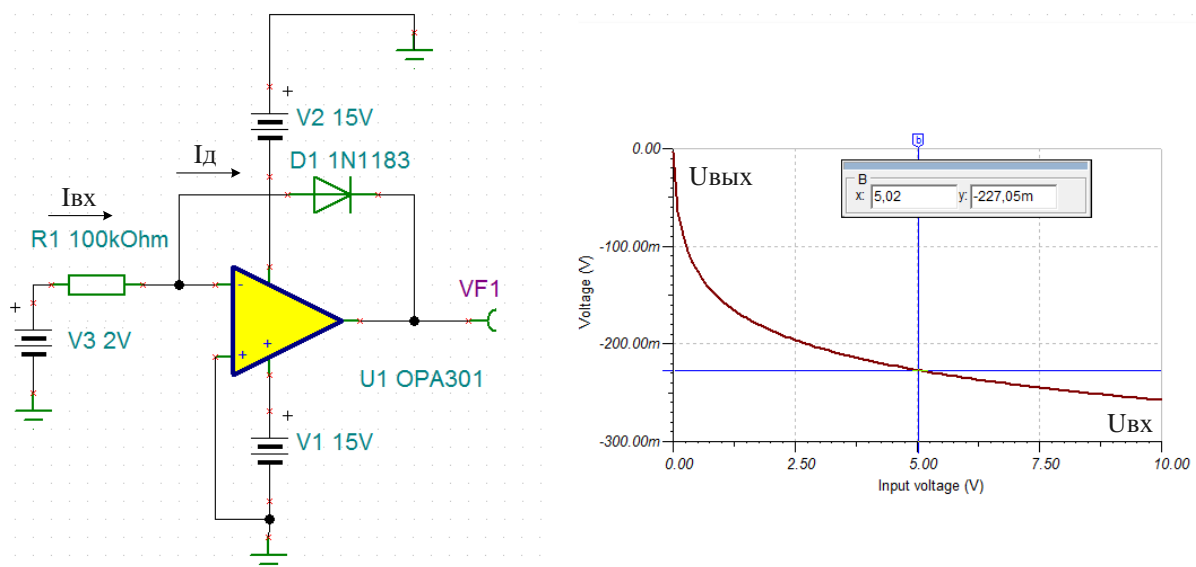 V2 15V
Iд
D1 1N1183
Iвх
R1 100kOhm
VF1
V3 2V
U1 OPA301
V1 15V
+
+
+
+
+
-
Uвых
B
x: 5,02 y: -227,05m
b
0.00
-100.00m
-200.00m
-300.00m
Voltage (V)
Uвх
0.00 2.50 5.00 7.50 10.00
Input voltage (V)